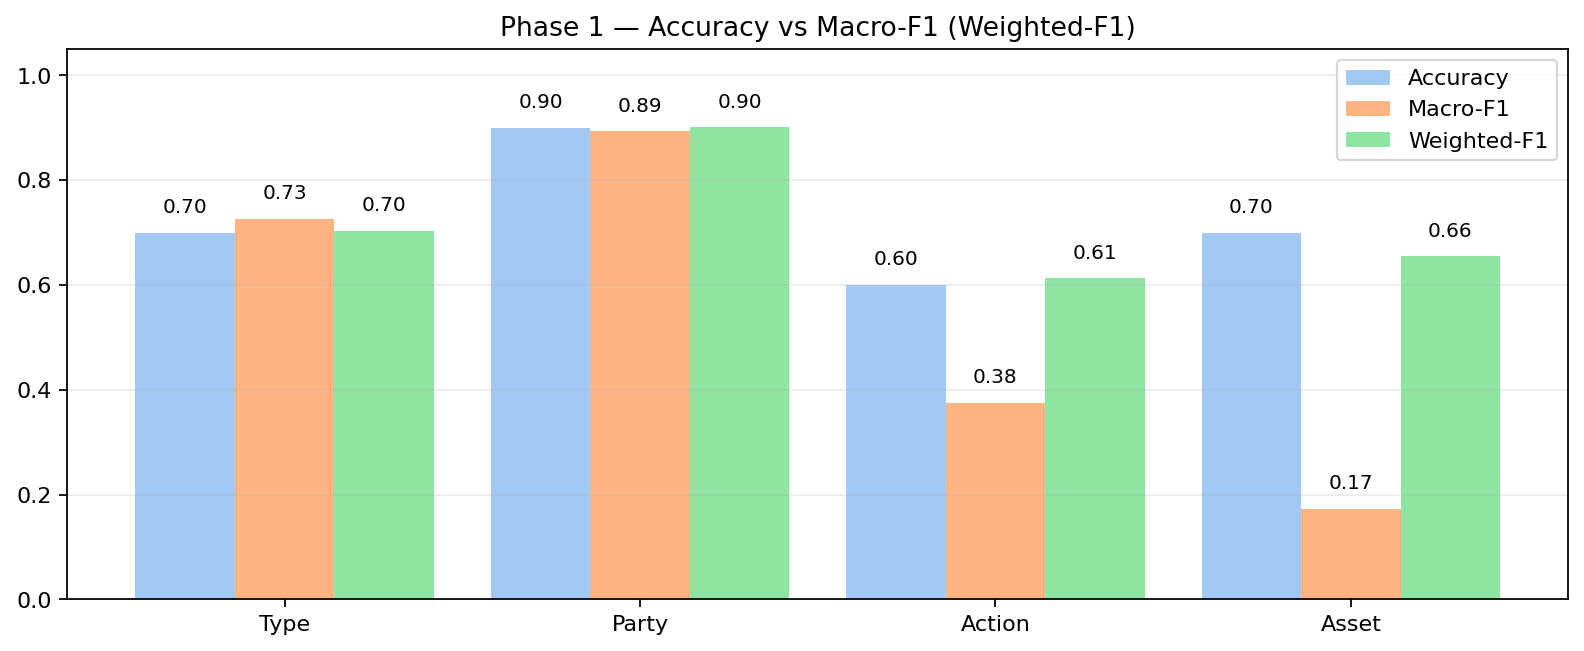 Phase 1 — Accuracy vs Macro-F1 (Weighted-F1)
1.0
0.8
0.6
0.4
0.2
0.0
Accuracy
Macro-F1
Weighted-F1
0.70
0.73
0.70
0.90
0.89
0.90
0.60
0.38
0.61
0.70
0.17
0.66
Type
Party
Action
Asset